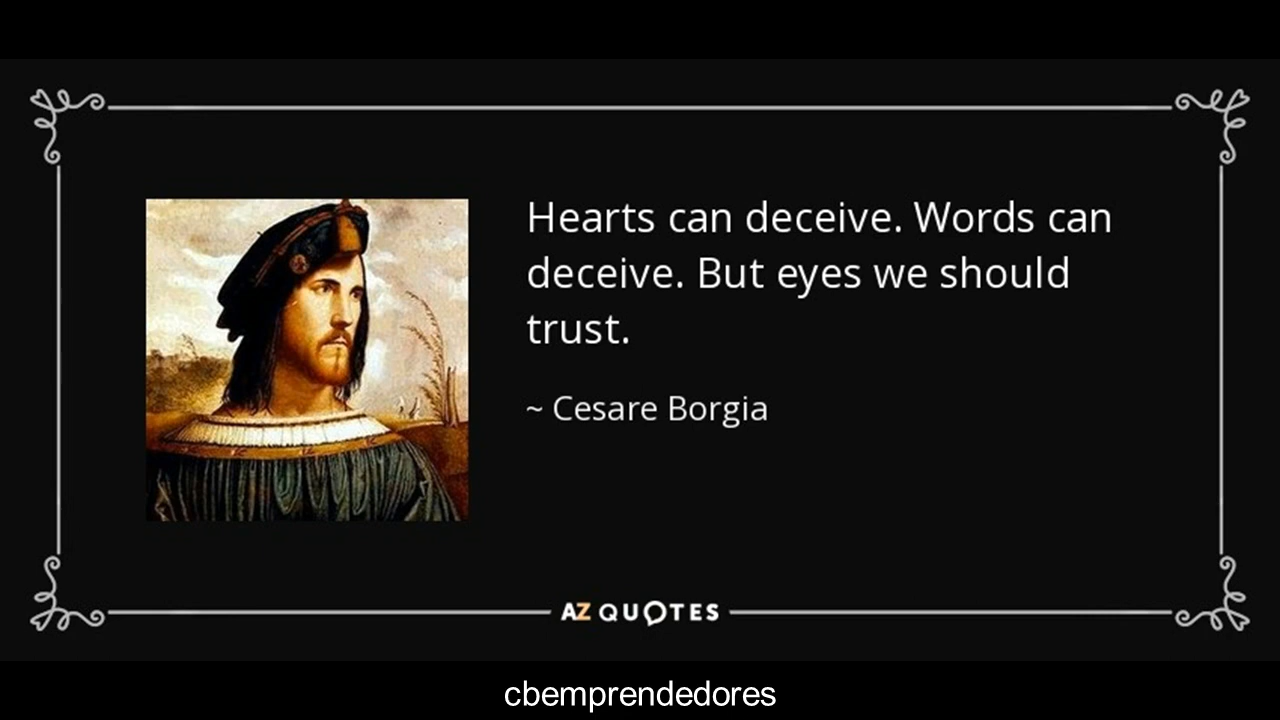 Hearts can deceive. Words can
deceive. But eyes we should
trust.
~ Cesare Borgia
AZ QUOTES
cbemprendedores